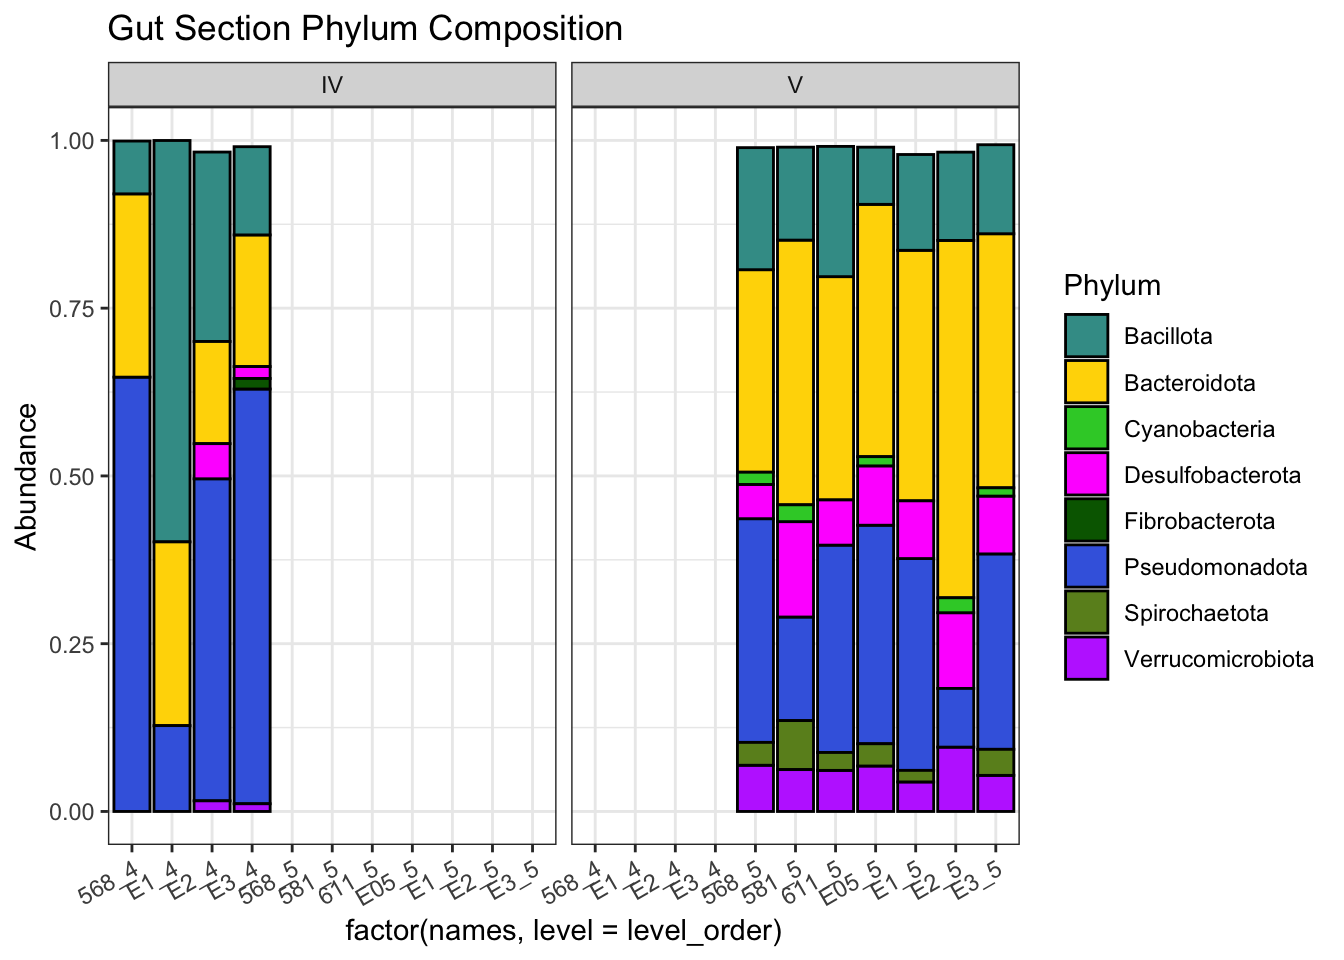 Gut Section Phylum Composition
IV
V
1.00
0.75
0.50
0.25
0.00
Abundance
568_4
E1_4
E2_4
E3_4
568_5
581_5
611_5
E05_5
E1_5
E2_5
E3_5
568_4
E1_4
E2_4
E3_4
568_5
581_5
611_5
E05_5
E1_5
E2_5
E3_5
factor(names, level = level_order)
Phylum
Bacillota
Bacteroidota
Cyanobacteria
Desulfobacterota
Fibrobacterota
Pseudomonadota
Spirochaetota
Verrucomicrobiota